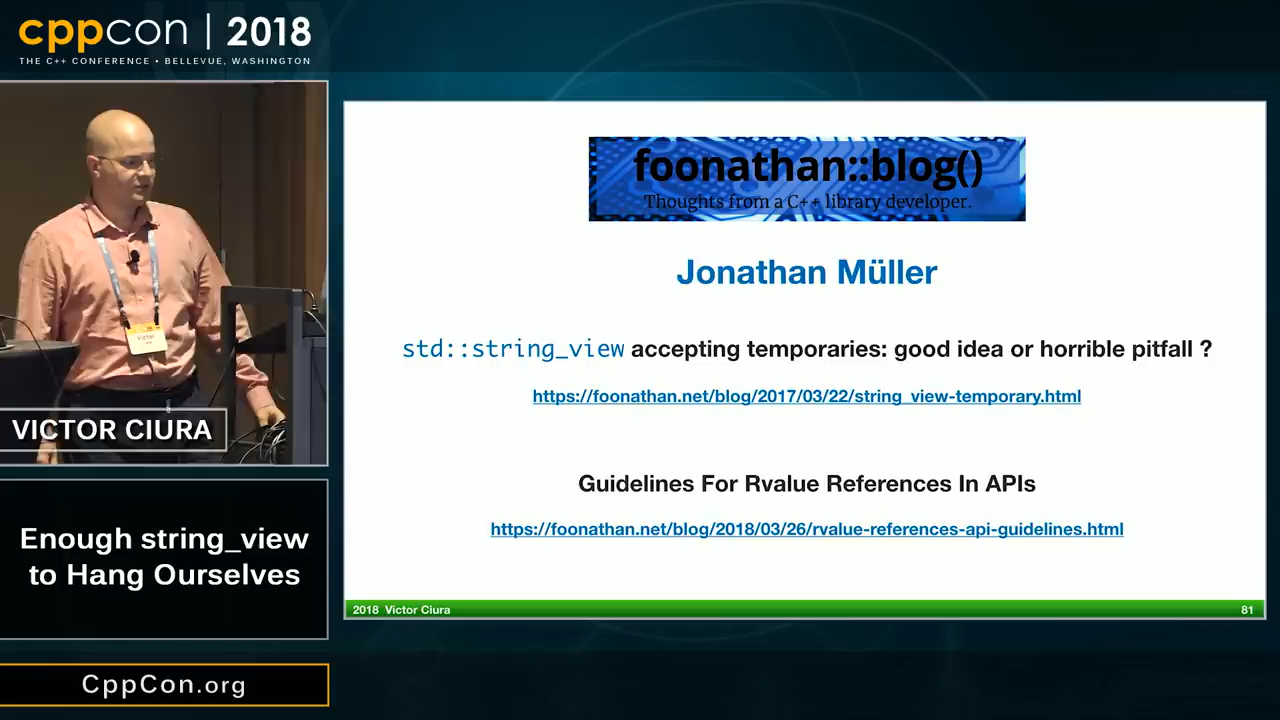 cppcon | 2018
THE C++ CONFERENCE • BELLEVUE, WASHINGTON
Victor
VICTOR CIURA
Enough string_view
to Hang Ourselves
CppCon.org
foonathan::blog()
Thoughts from a C++ library developer.
Jonathan Müller
std::string_view accepting temporaries: good idea or horrible pitfall ?
https://foonathan.net/blog/2017/03/22/string_view-temporary.html
Guidelines For Rvalue References In APIs
https://foonathan.net/blog/2018/03/26/rvalue-references-api-guidelines.html
2018 Victor Ciura
81